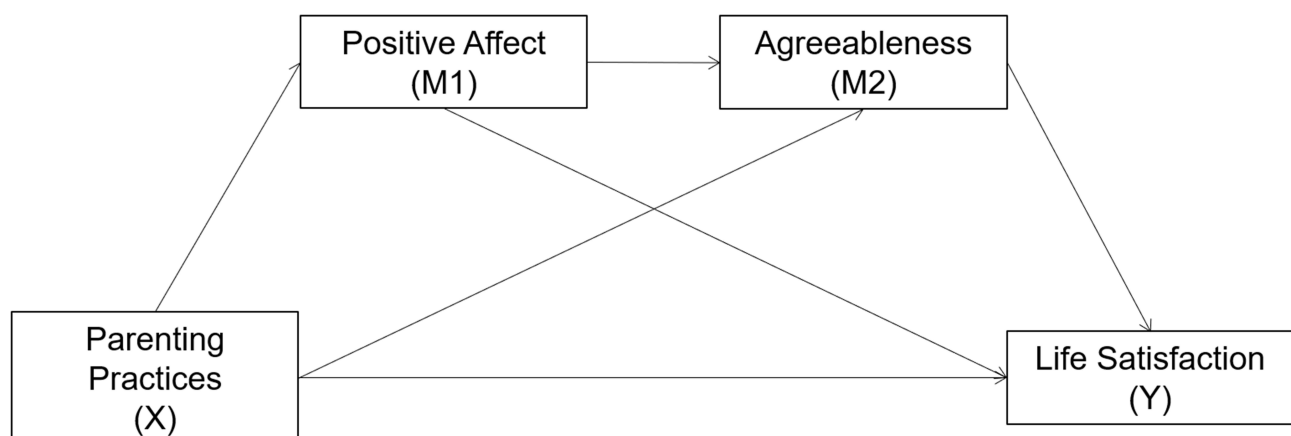 Positive Affect
(M1)
Agreeableness
(M2)
Parenting
Practices
(X)
Life Satisfaction
(Y)